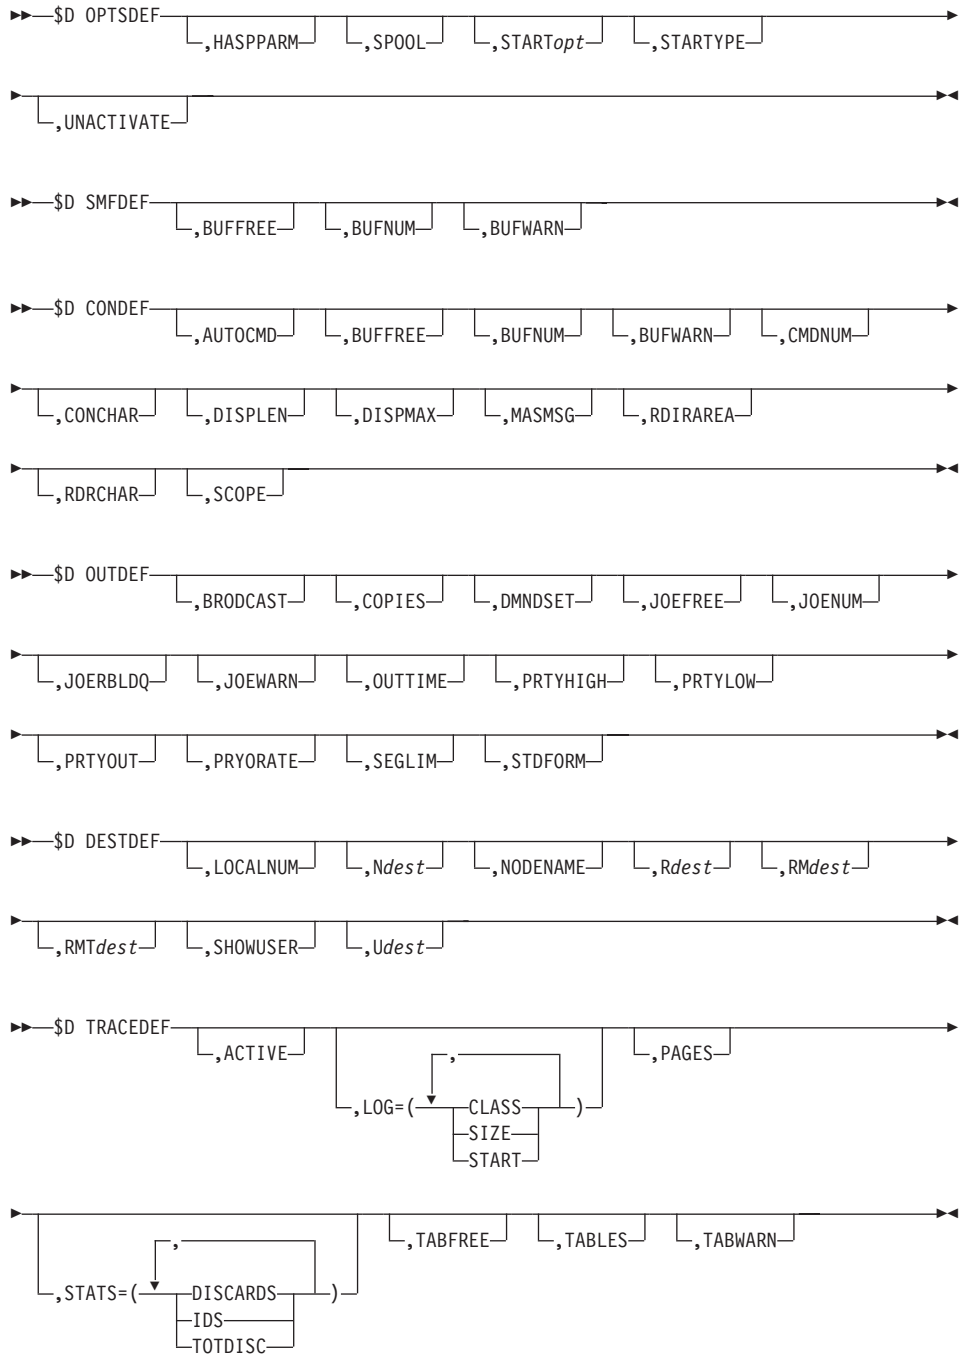 $D OPTSDEF
,HASPPARM ,SPOOL ,STARTopt ,STARTYPE
,UNACTIVATE
$D SMFDEF
,BUFFREE ,BUFNUM ,BUFWARN
$D CONDEF
,AUTOCMD ,BUFFREE ,BUFNUM ,BUFWARN ,CMDNUM
,CONCHAR ,DISPLEN ,DISPMAX ,MASMSG ,RDIRAREA
,RDRCHAR ,SCOPE
$D OUTDEF
,BRODCAST ,COPIES ,DMNDSET ,JOEFREE ,JOENUM
,JOERBLDQ ,JOEWARN ,OUTTIME ,PRTYHIGH ,PRTYLOW
,PRTYOUT ,PRYORATE ,SEGLIM ,STDFORM
$D DESTDEF
,LOCALNUM ,Ndest ,NODENAME ,Rdest ,RMdest
,RMTdest ,SHOWUSER ,Udest
$D TRACEDEF
,ACTIVE , ,PAGES
,LOG=( CLASS )
SIZE
START
, ,TABFREE ,TABLES ,TABWARN
,STATS=( DISCARDS )
IDS
TOTDISC